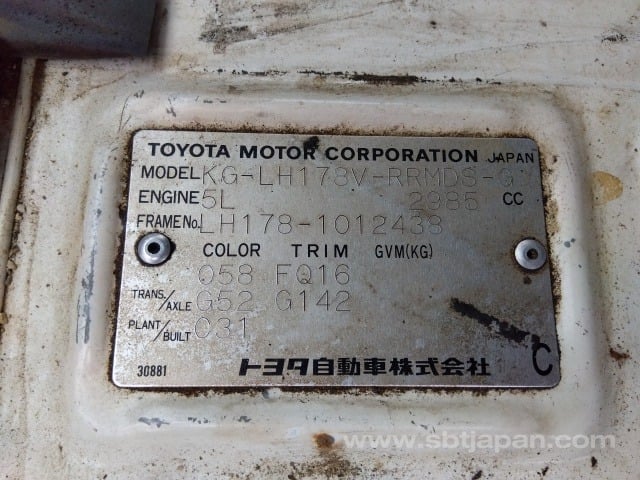 TOYOTA MOTOR CORPORATION JAPAN
MODEL KG-LH178V-RRMDS-G
ENGINE 5L 2985 CC
FRAME No. LH178-1012438
COLOR TRIM GVM(KG)
058 FQ16
TRANS./AXLE G52 G142
PLANT/BUILT 031
30881 トヨタ自動車株式会社 C
www.sbtjapan.com